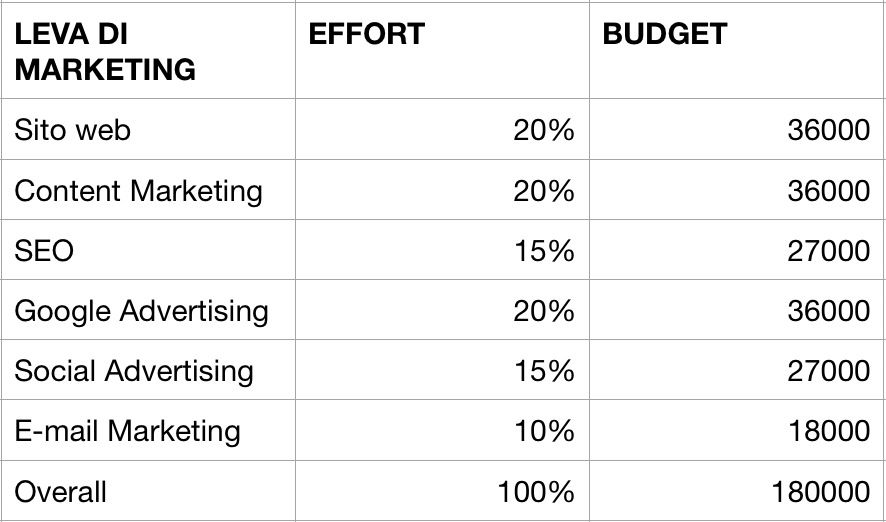 LEVA DI MARKETING EFFORT BUDGET
Sito web 20% 36000
Content Marketing 20% 36000
SEO 15% 27000
Google Advertising 20% 36000
Social Advertising 15% 27000
E-mail Marketing 10% 18000
Overall 100% 180000